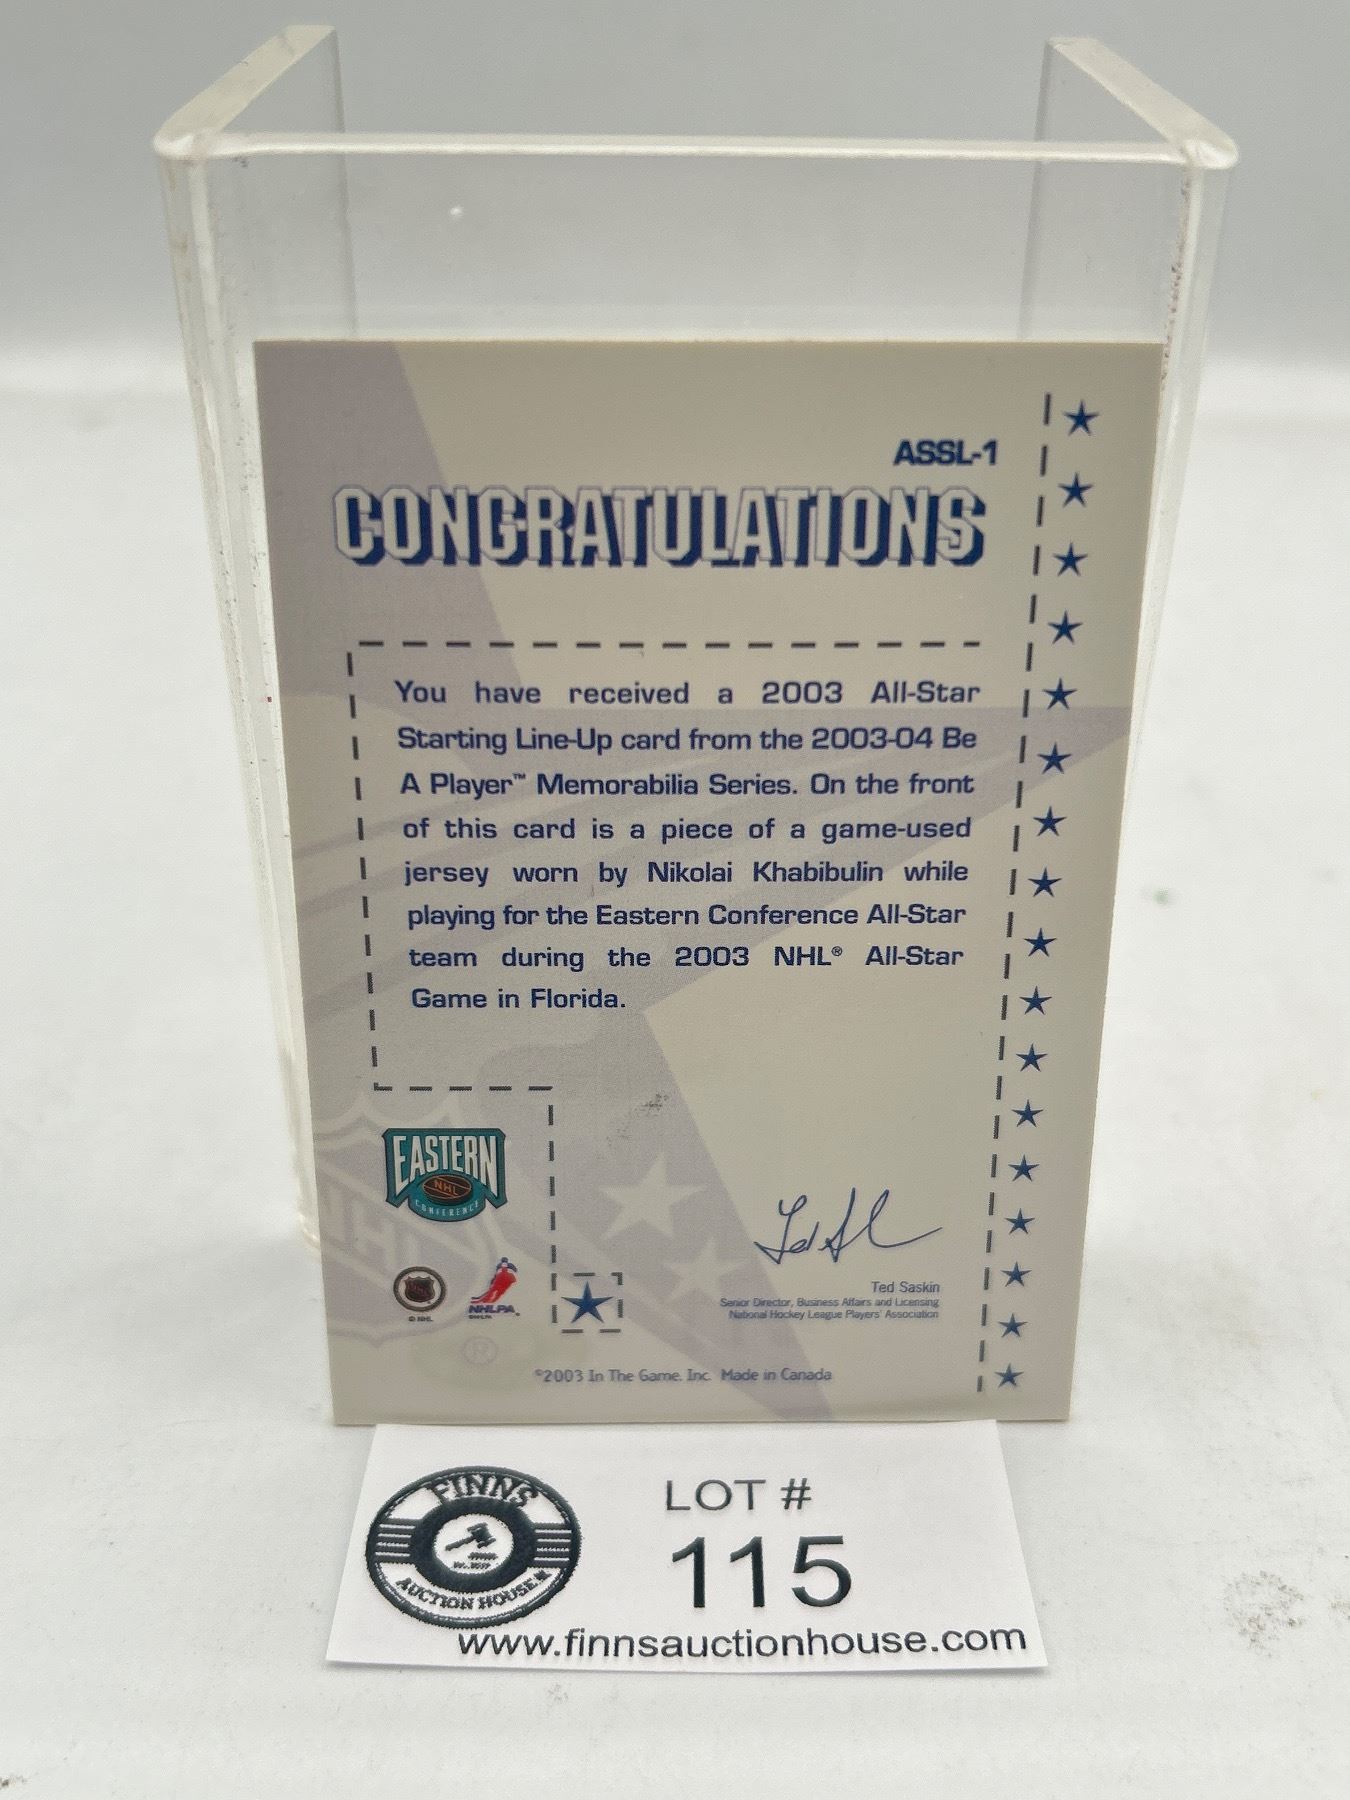 ASSL-1
CONGRATULATIONS
You have received a 2003 All-Star
Starting Line-Up card from the 2003-04 Be
A Player™ Memorabilia Series. On the front
of this card is a piece of a game-used
jersey worn by Nikolai Khabibulin while
playing for the Eastern Conference All-Star
team during the 2003 NHL® All-Star
Game in Florida.
EASTERN
NHL
CONFERENCE
NHL
®
© NHL
NHLPA
Ted Saskin
Senior Director, Business Affairs and Licensing
National Hockey League Players' Association
©2003 In The Game, Inc. Made in Canada
FINNS
AUCTION HOUSE
LOT #
115
www.finnsauctionhouse.com